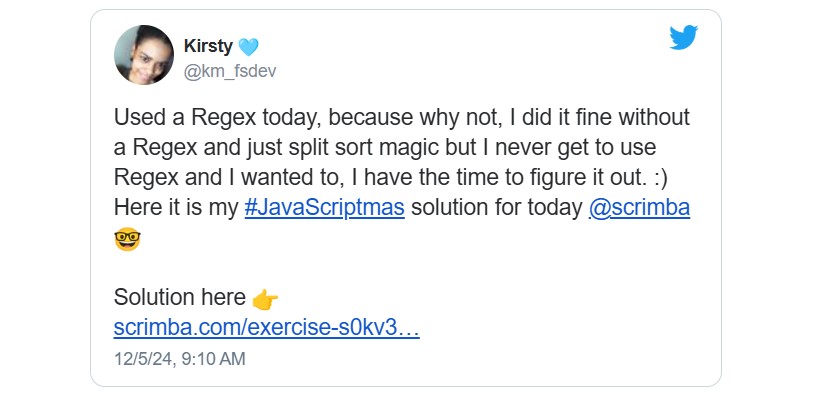 Kirsty 🩵
@km_fsdev
Used a Regex today, because why not, I did it fine without
a Regex and just split sort magic but I never get to use
Regex and I wanted to, I have the time to figure it out. :)
Here it is my #JavaScriptmas solution for today @scrimba
🤓
Solution here 👉
scrimba.com/exercise-s0kv3…
12/5/24, 9:10 AM